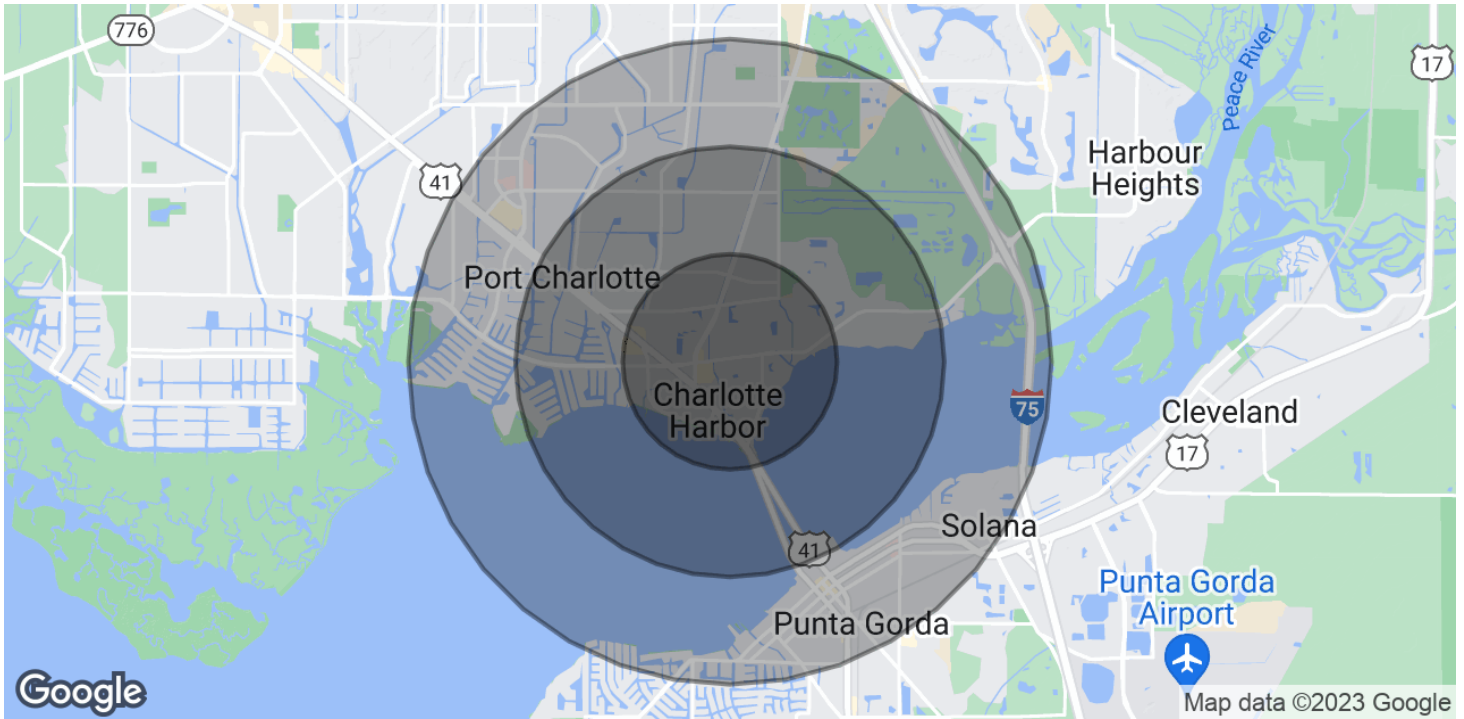 776
17
Peace River
Harbour
Heights
41
Port Charlotte
Charlotte
Harbor
75
Cleveland
17
Solana
41
Punta Gorda
Airport
Punta Gorda
Google
Map data ©2023 Google